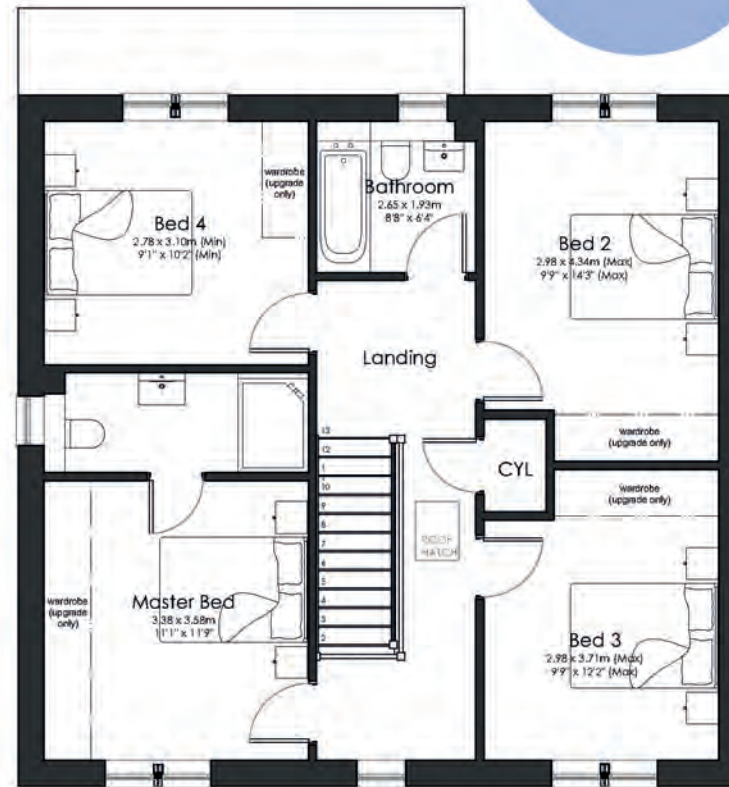 Bed 4
2.78 x 3.10m (Min)
9'1" x 10'2" (Min)
wardrobe
(upgrade
only)
Bathroom
2.65 x 1.93m
8'8" x 6'4"
Bed 2
2.98 x 4.34m (Max)
9'9" x 14'3" (Max)
wardrobe
(upgrade only)
Landing
CYL
13
12
1
1
10
9
8
7
6
5
4
3
2
ROOF
HATCH
wardrobe
(upgrade only)
wardrobe
(upgrade
only)
Master Bed
3.38 x 3.58m
11'1" x 11'9"
Bed 3
2.98 x 3.71m (Max)
9'9" x 12'2" (Max)